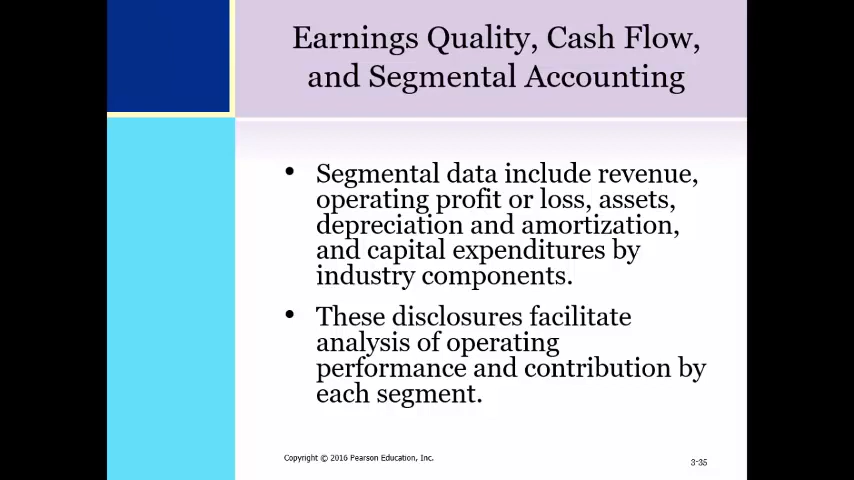 Earnings Quality, Cash Flow,
and Segmental Accounting
• Segmental data include revenue,
operating profit or loss, assets,
depreciation and amortization,
and capital expenditures by
industry components.
• These disclosures facilitate
analysis of operating
performance and contribution by
each segment.
Copyright © 2016 Pearson Education, Inc.
3-35